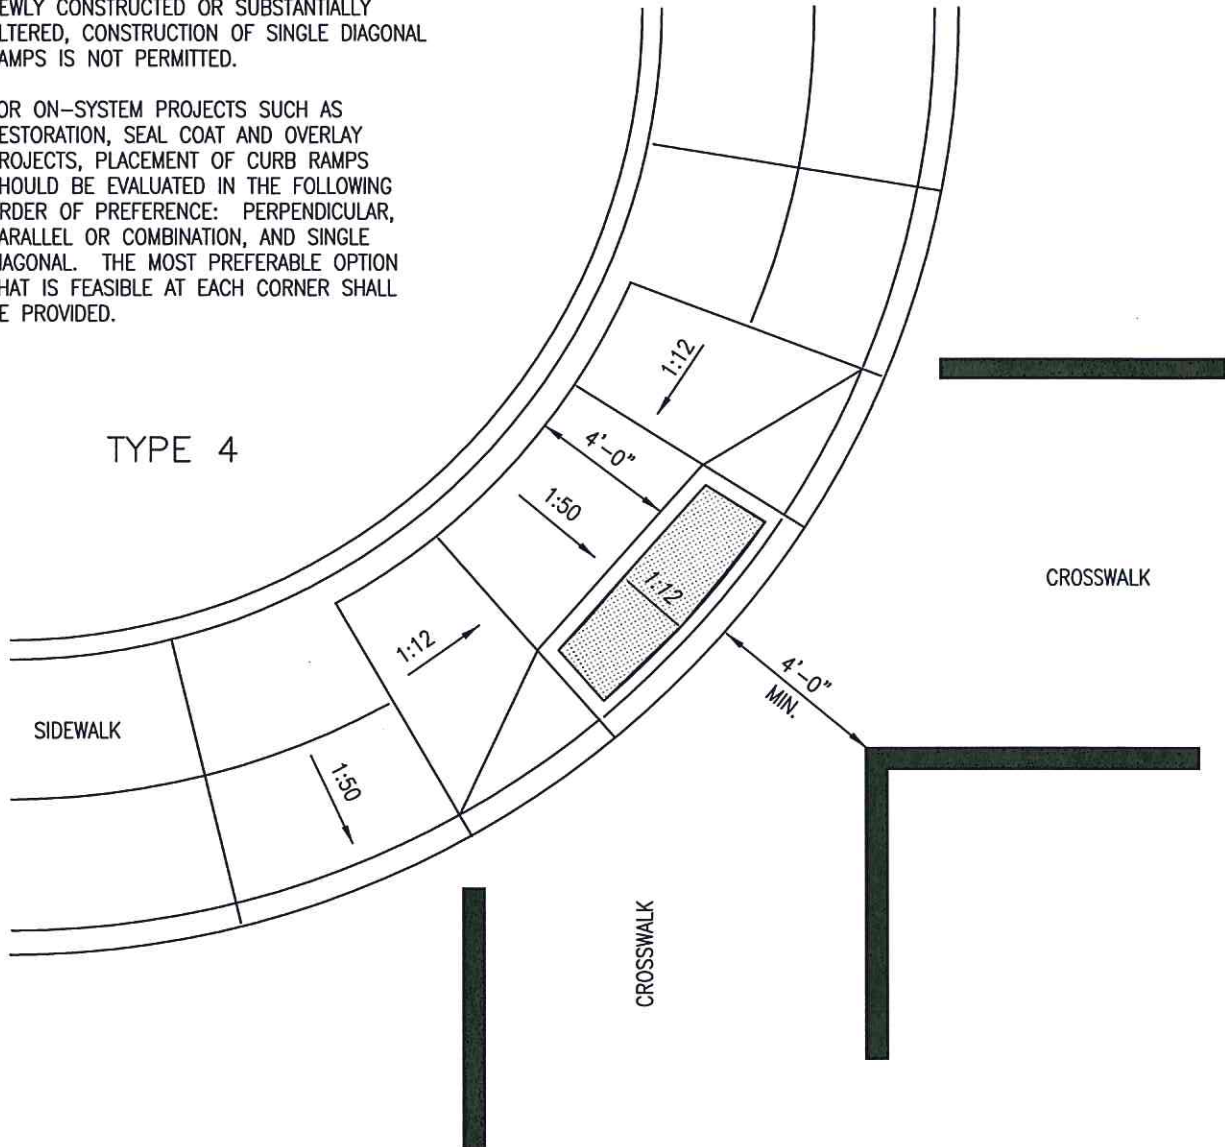 EWLY CONSTRUCTED OR SUBSTANTIALLY
LTERED, CONSTRUCTION OF SINGLE DIAGONAL
AMPS IS NOT PERMITTED.
OR ON-SYSTEM PROJECTS SUCH AS
ESTORATION, SEAL COAT AND OVERLAY
ROJECTS, PLACEMENT OF CURB RAMPS
HOULD BE EVALUATED IN THE FOLLOWING
RDER OF PREFERENCE: PERPENDICULAR,
ARALLEL OR COMBINATION, AND SINGLE
IAGONAL. THE MOST PREFERABLE OPTION
HAT IS FEASIBLE AT EACH CORNER SHALL
E PROVIDED.
1:12
TYPE 4
4'-0"
1:50
1:12
CROSSWALK
1:12
4'-0"
MIN.
SIDEWALK
1:50
CROSSWALK